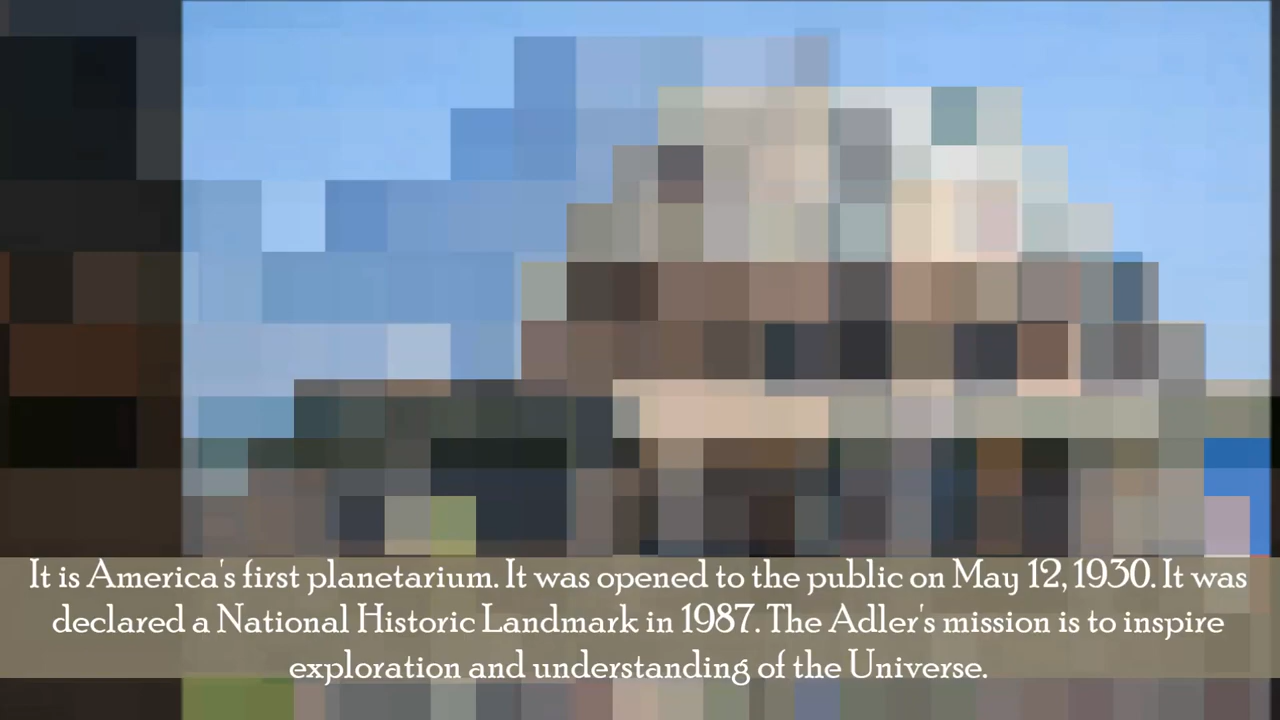 It is America's first planetarium. It was opened to the public on May 12, 1930. It was
declared a National Historic Landmark in 1987. The Adler's mission is to inspire
exploration and understanding of the Universe.